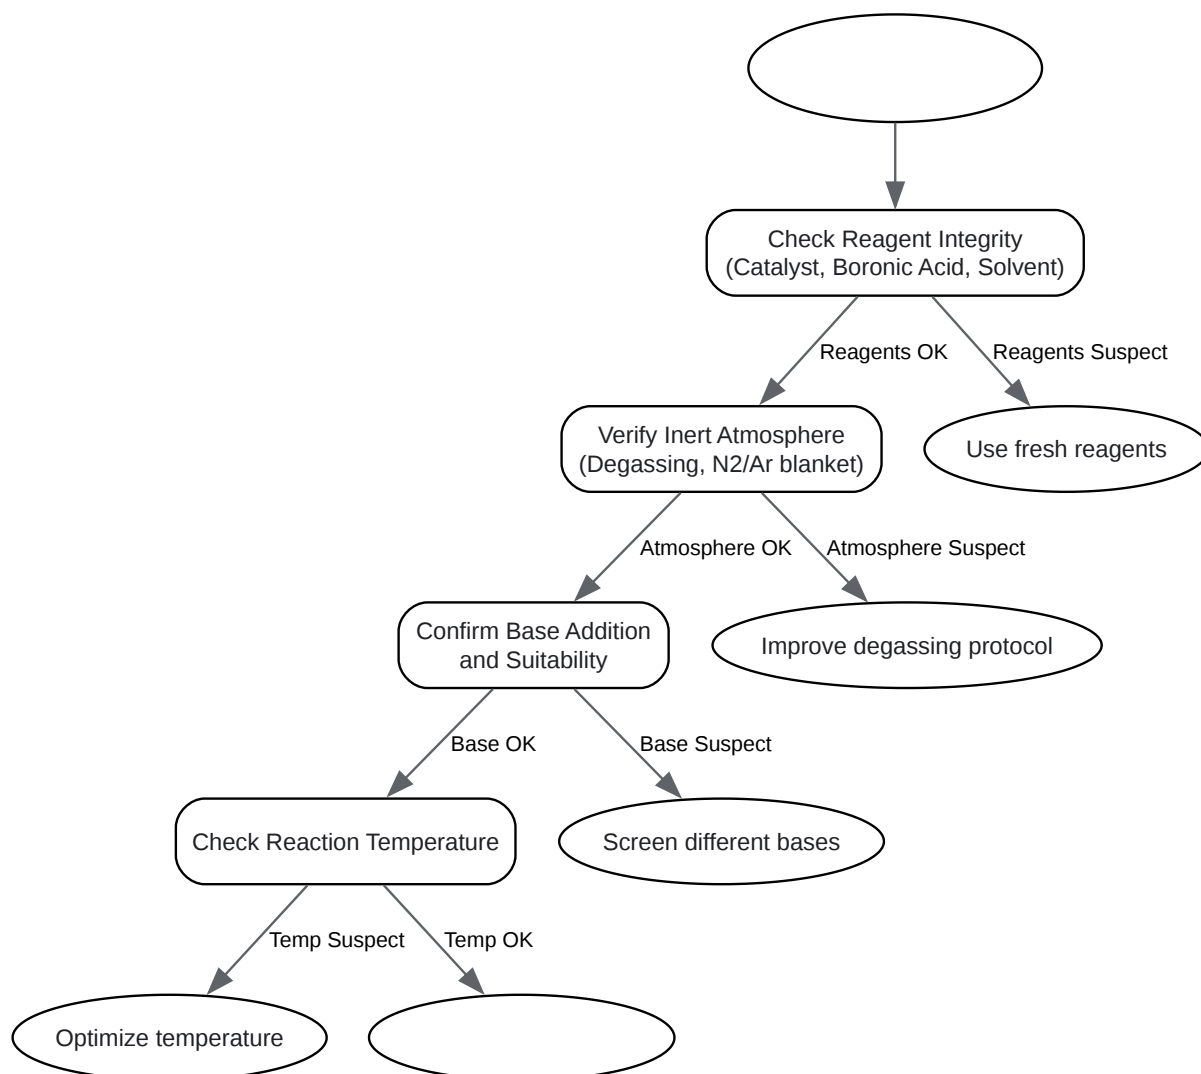 Check Reagent Integrity
(Catalyst, Boronic Acid, Solvent)
Reagents OK
Reagents Suspect
Verify Inert Atmosphere
(Degassing, N2/Ar blanket)
Use fresh reagents
Atmosphere OK
Atmosphere Suspect
Confirm Base Addition
and Suitability
Improve degassing protocol
Base OK
Base Suspect
Check Reaction Temperature
Screen different bases
Temp Suspect
Temp OK
Optimize temperature